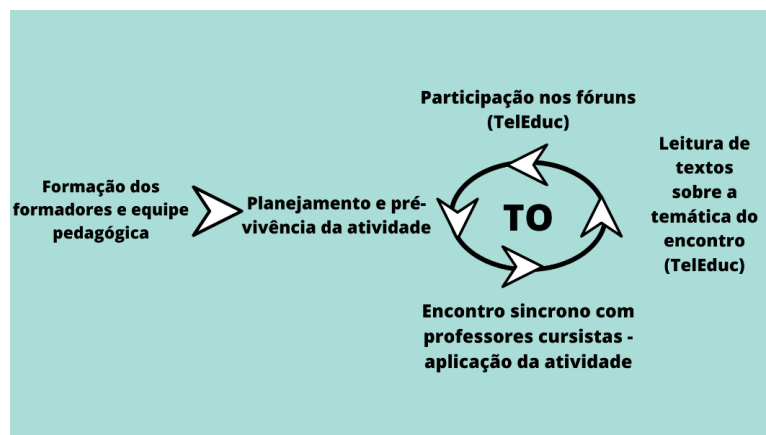 Formação dos
formadores e equipe
pedagógica
Planejamento e pré-
vivência da atividade
Participação nos fóruns
(TelEduc)
TO
Leitura de
textos
sobre a
temática do
encontro
(TelEduc)
Encontro sincrono com
professores cursistas -
aplicação da atividade